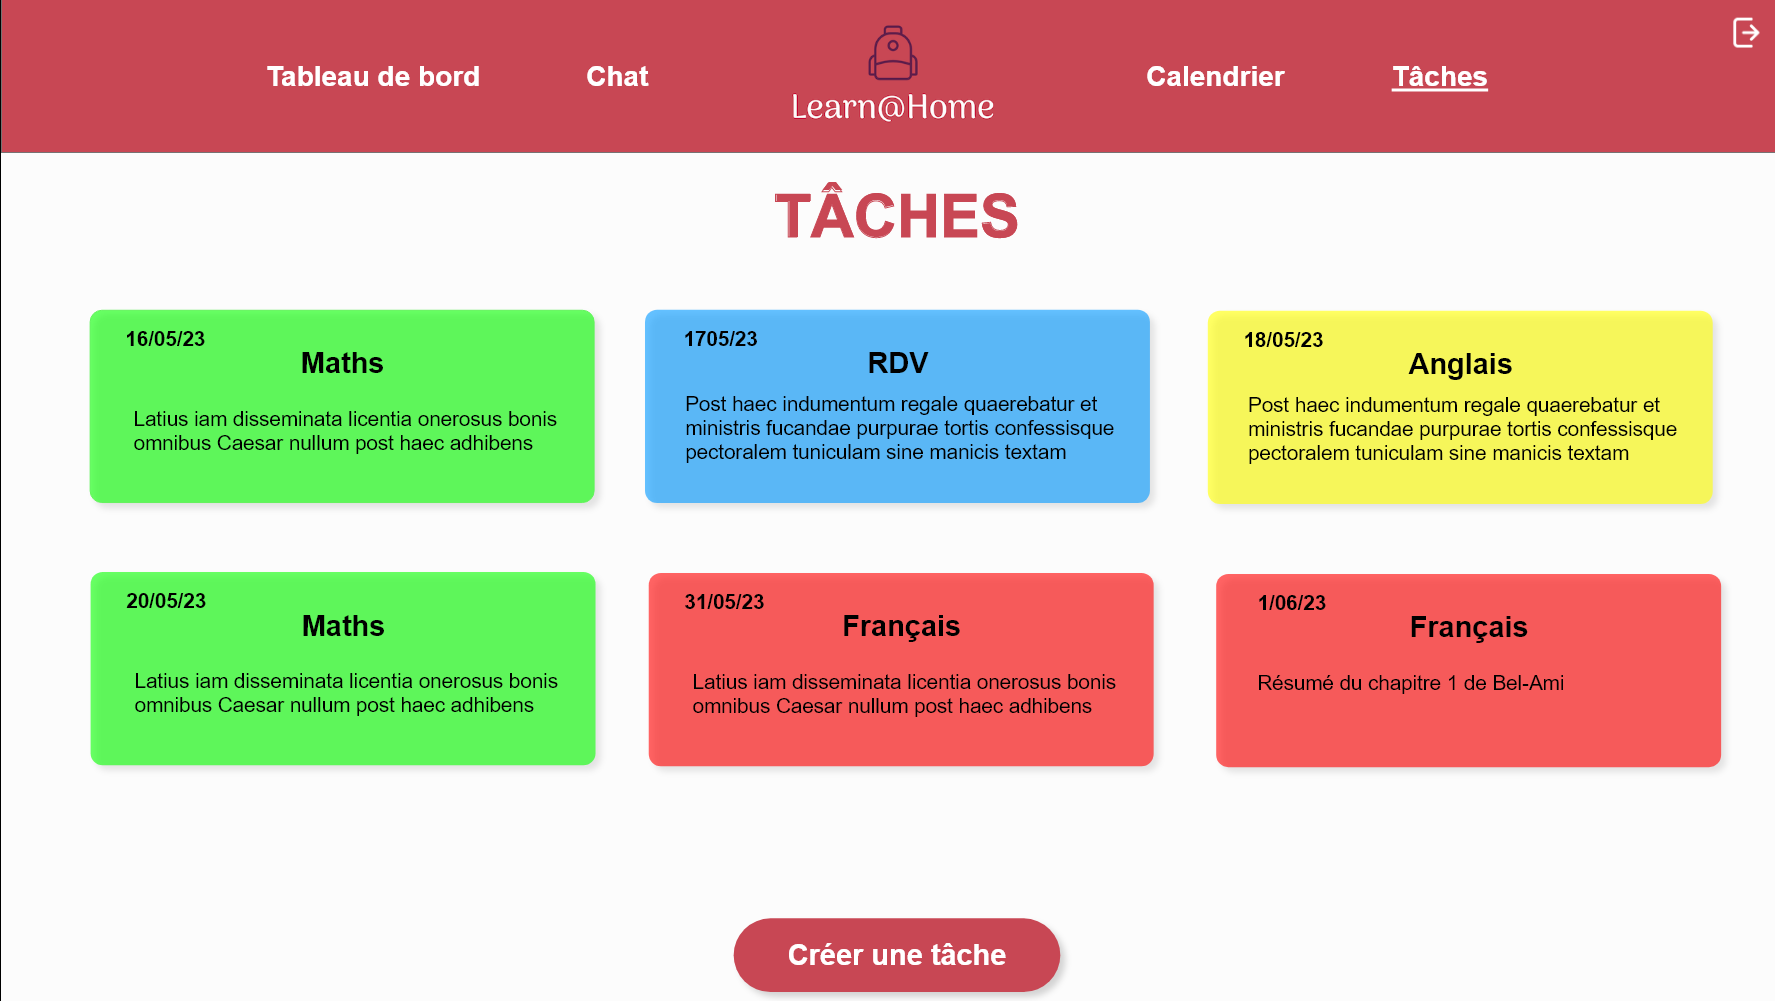 Tableau de bord
Chat
Learn@Home
Calendrier
Tâches
TÂCHES
16/05/23
Maths
Latius iam disseminata licentia onerosus bonis
omnibus Caesar nullum post haec adhibens
1705/23
RDV
Post haec indumentum regale quaerebatur et
ministris fucandae purpurae tortis confessisque
pectoralem tuniculam sine manicis textam
18/05/23
Anglais
Post haec indumentum regale quaerebatur et
ministris fucandae purpurae tortis confessisque
pectoralem tuniculam sine manicis textam
20/05/23
Maths
Latius iam disseminata licentia onerosus bonis
omnibus Caesar nullum post haec adhibens
31/05/23
Français
Latius iam disseminata licentia onerosus bonis
omnibus Caesar nullum post haec adhibens
1/06/23
Français
Résumé du chapitre 1 de Bel-Ami
Créer une tâche